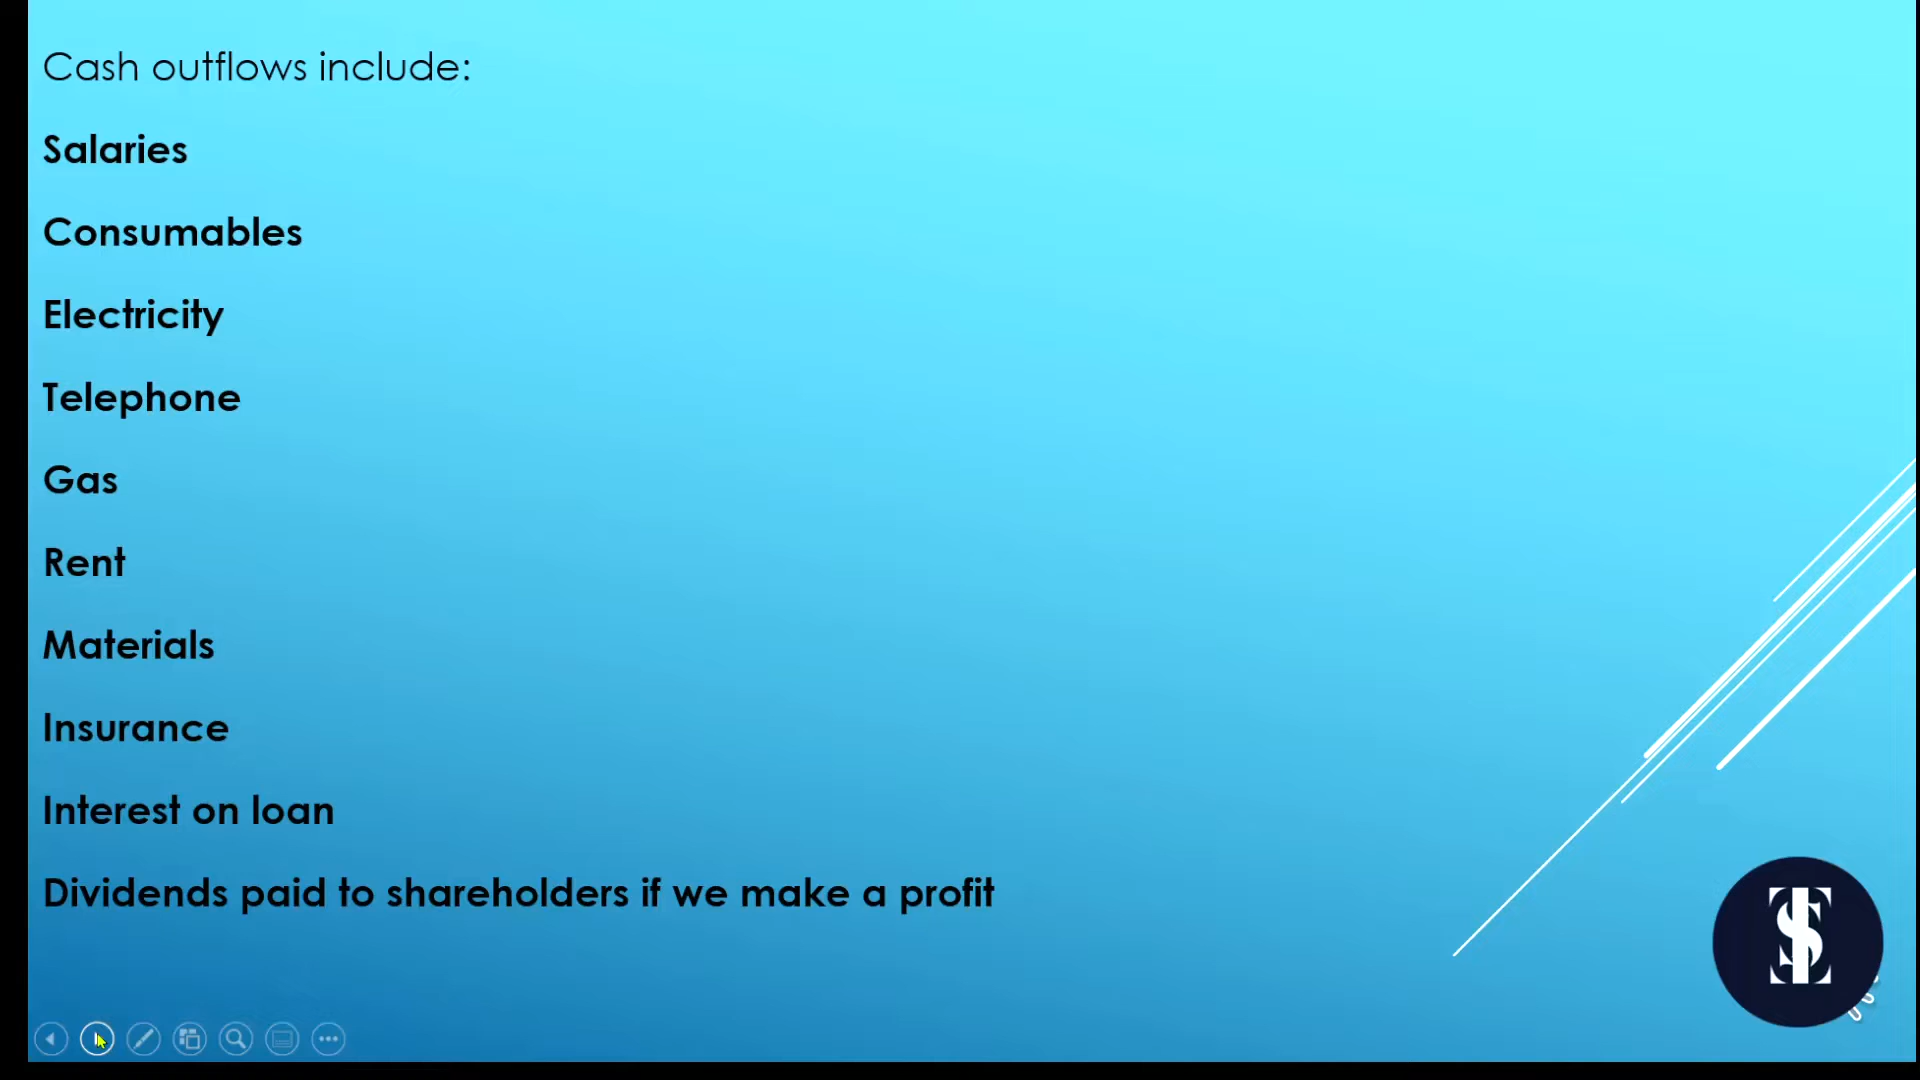 Cash outflows include:
Salaries
Consumables
Electricity
Telephone
Gas
Rent
Materials
Insurance
Interest on loan
Dividends paid to shareholders if we make a profit